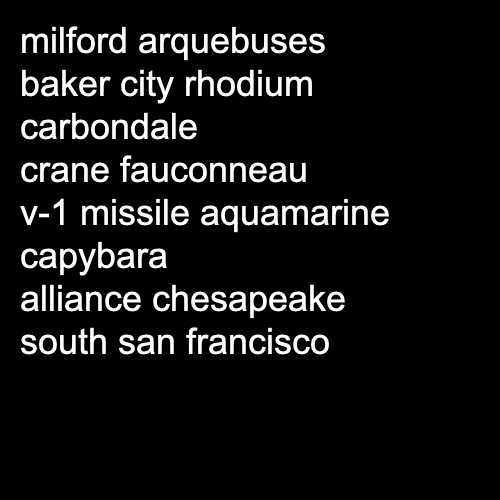 milford arquebuses
baker city rhodium
carbondale
crane fauconneau
v-1 missile aquamarine
capybara
alliance chesapeake
south san francisco